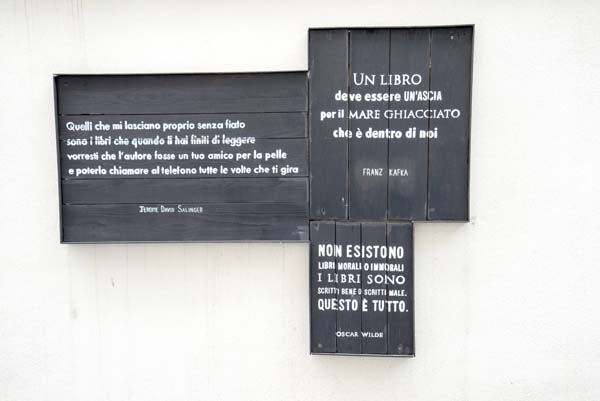 Quelli che mi lasciano proprio senza fiato
sono i libri che quando li hai finiti di leggere
vorresti che l'autore fosse un tuo amico per la pelle
e poterlo chiamare al telefono tutte le volte che ti gira
JEROME DAVID SALINGER
UN LIBRO
deve essere UN'ASCIA
per il MARE GHIACCIATO
che è dentro di noi
FRANZ KAFKA
NON ESISTONO
LIBRI MORALI O IMMORALI
I LIBRI SONO
SCRITTI BENE O SCRITTI MALE.
QUESTO È TUTTO.
OSCAR WILDE